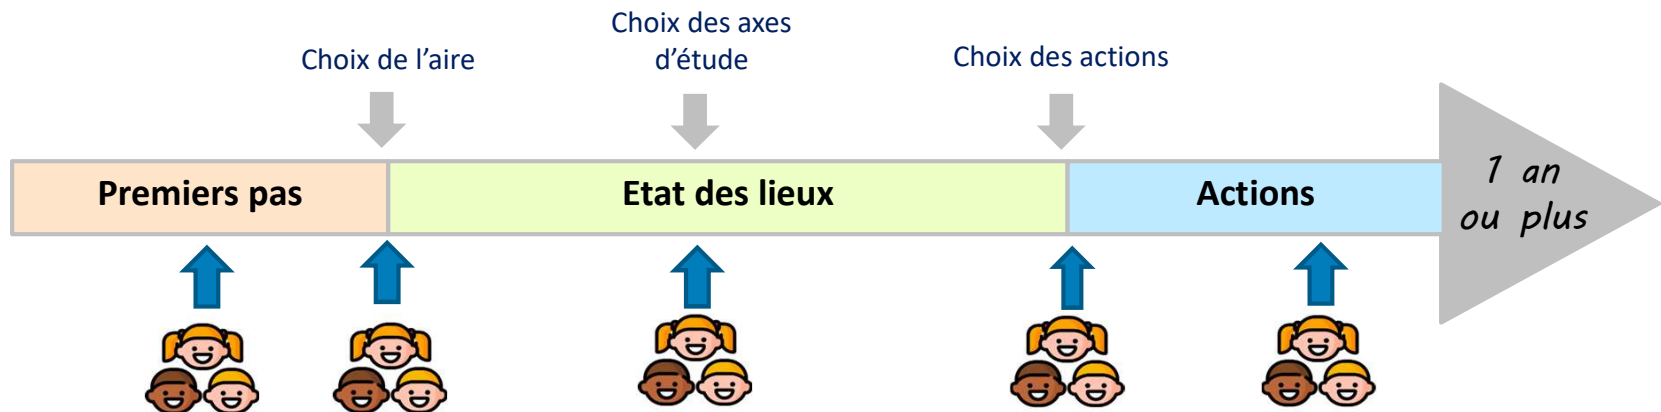 Choix de l’aire
Choix des axes
d’étude
Choix des actions
Premiers pas
Etat des lieux
Actions
1 an
ou plus